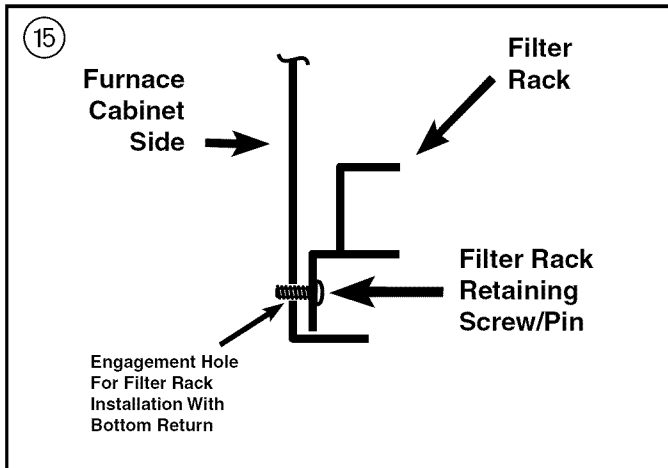 15
Furnace
Cabinet
Side
Filter
Rack
Filter Rack
Retaining
Screw/Pin
Engagement Hole
For Filter Rack
Installation With
Bottom Return